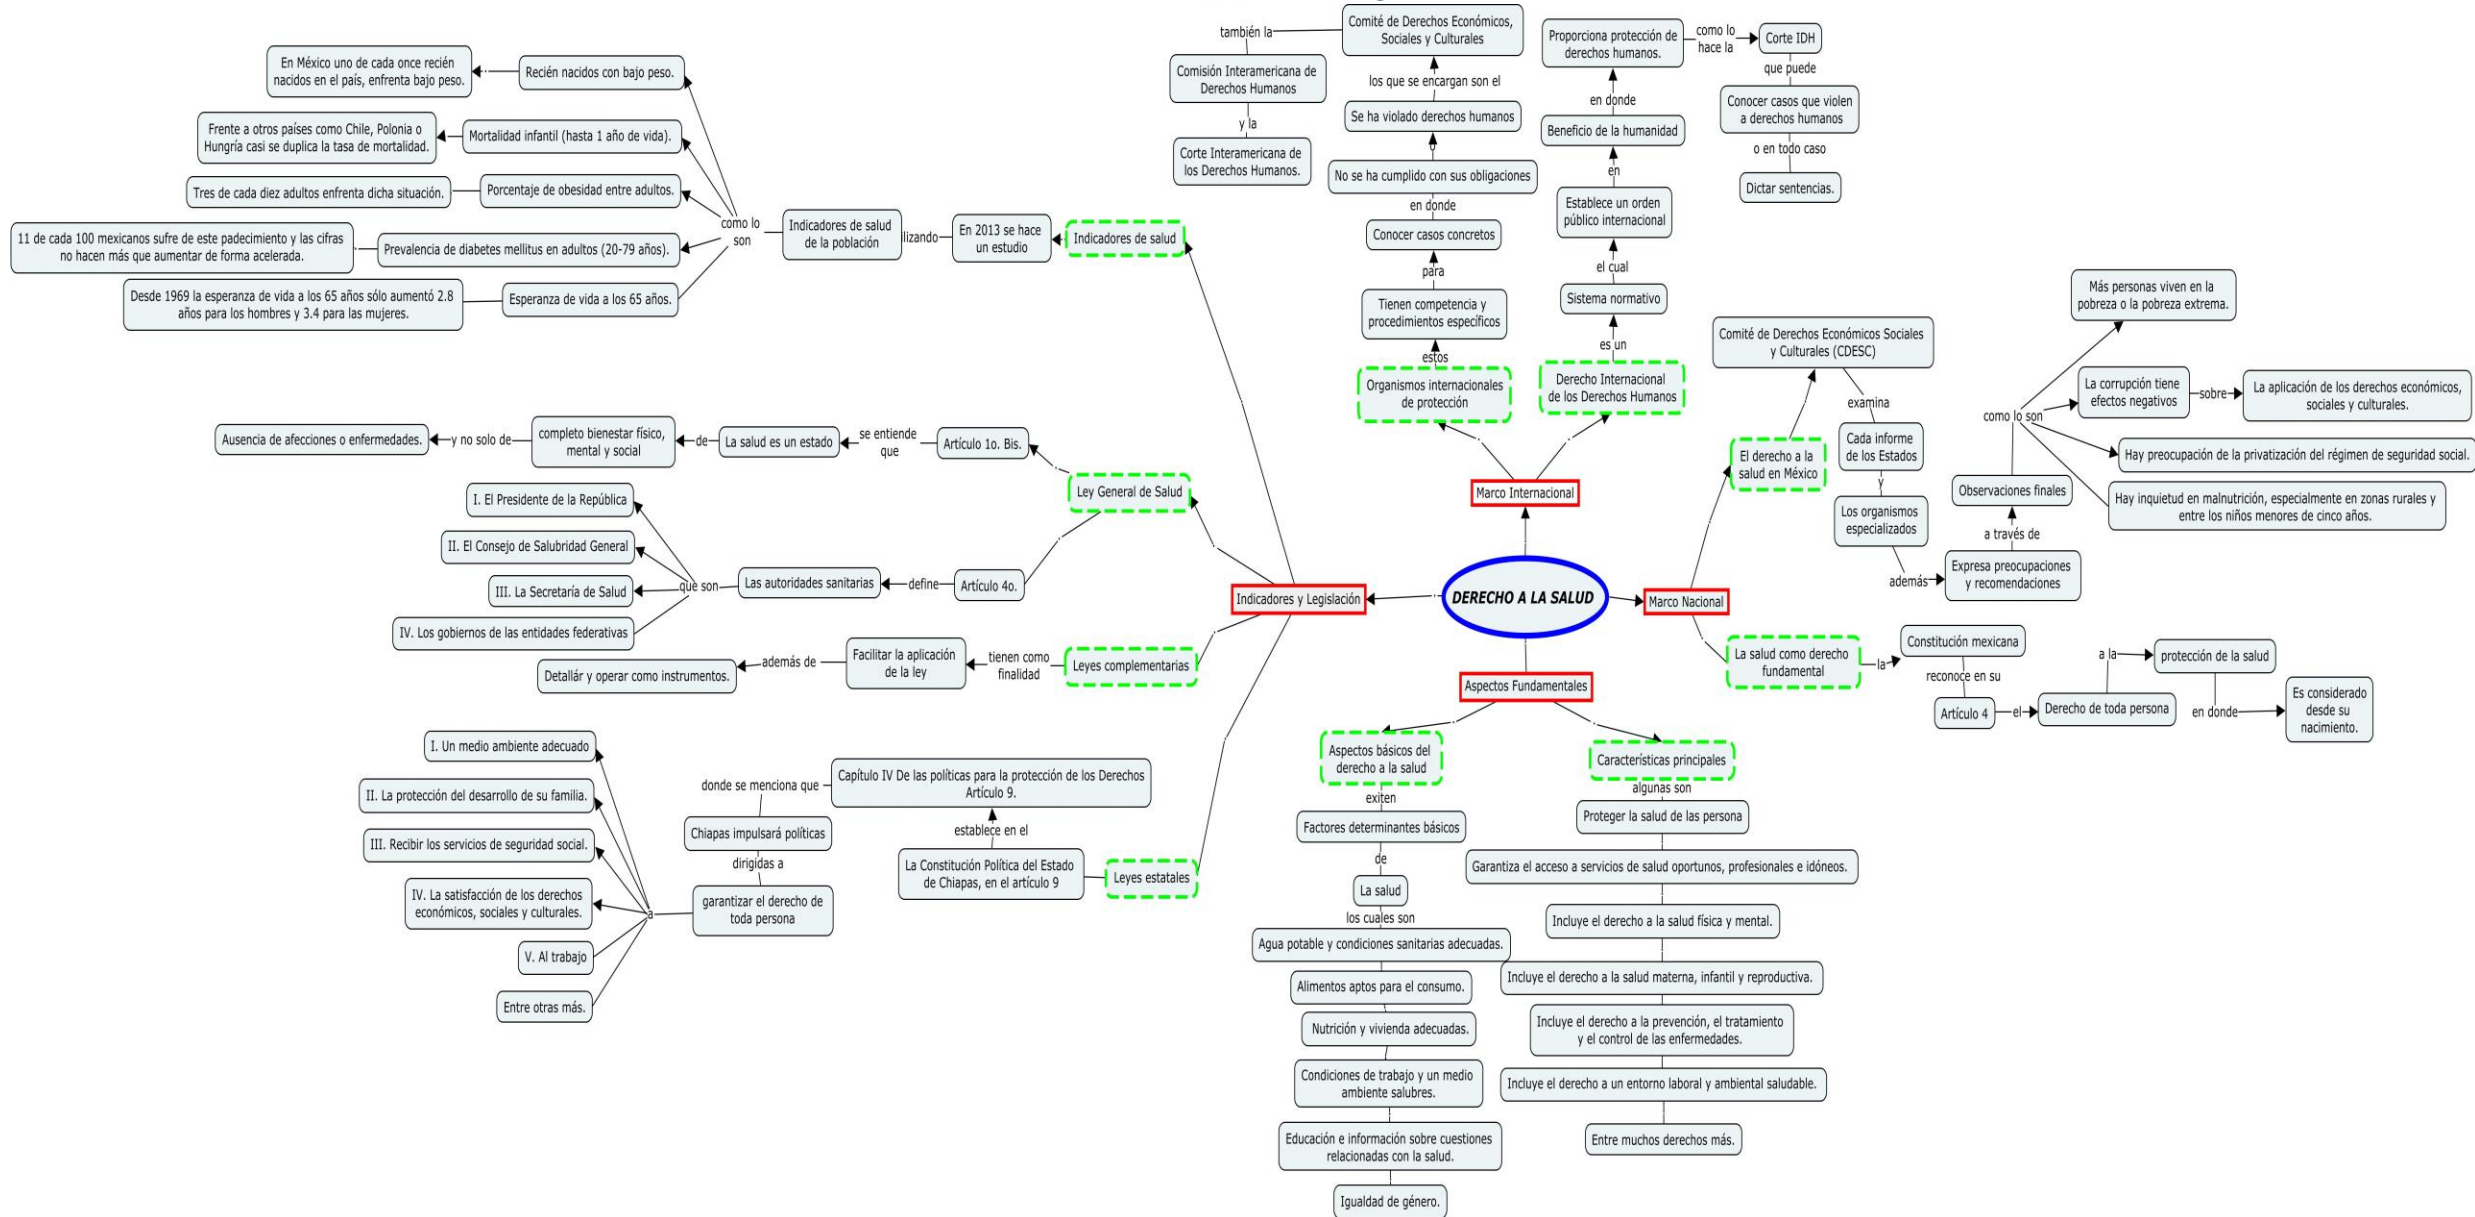 DERECHO A LA SALUD
Marco Internacional
Organismos internacionales
de protección
estos
Tienen competencia y
procedimientos específicos
para
Conocer casos concretos
en donde
No se ha cumplido con sus obligaciones
o
Se ha violado derechos humanos
los que se encargan son el
Comité de Derechos Económicos,
Sociales y Culturales
también la
Comisión Interamericana de
Derechos Humanos
y la
Corte Interamericana de
los Derechos Humanos.
Derecho Internacional
de los Derechos Humanos
es un
Sistema normativo
el cual
Establece un orden
público internacional
en
Beneficio de la humanidad
en donde
Proporciona protección de
derechos humanos.
como lo
hace la
Corte IDH
que puede
Conocer casos que violen
a derechos humanos
o en todo caso
Dictar sentencias.
Marco Nacional
El derecho a la
salud en México
Comité de Derechos Económicos Sociales
y Culturales (CDESC)
examina
Cada informe
de los Estados
y
Los organismos
especializados
además
Expresa preocupaciones
y recomendaciones
a través de
Observaciones finales
como lo son
Más personas viven en la
pobreza o la pobreza extrema.
La corrupción tiene
efectos negativos
sobre
La aplicación de los derechos económicos,
sociales y culturales.
Hay preocupación de la privatización del régimen de seguridad social.
Hay inquietud en malnutrición, especialmente en zonas rurales y
entre los niños menores de cinco años.
La salud como derecho
fundamental
la
Constitución mexicana
reconoce en su
Artículo 4
el
Derecho de toda persona
a la
protección de la salud
en donde
Es considerado
desde su
nacimiento.
Aspectos Fundamentales
Aspectos básicos del
derecho a la salud
exiten
Factores determinantes básicos
de
La salud
los cuales son
Agua potable y condiciones sanitarias adecuadas.
Alimentos aptos para el consumo.
Nutrición y vivienda adecuadas.
Condiciones de trabajo y un medio
ambiente salubres.
Educación e información sobre cuestiones
relacionadas con la salud.
Igualdad de género.
Características principales
algunas son
Proteger la salud de las persona
Garantiza el acceso a servicios de salud oportunos, profesionales e idóneos.
Incluye el derecho a la salud física y mental.
Incluye el derecho a la salud materna, infantil y reproductiva.
Incluye el derecho a la prevención, el tratamiento
y el control de las enfermedades.
Incluye el derecho a un entorno laboral y ambiental saludable.
Entre muchos derechos más.
Indicadores y Legislación
Indicadores de salud
En 2013 se hace
un estudio
lizando
Indicadores de salud
de la población
como lo
son
Recién nacidos con bajo peso.
En México uno de cada once recién
nacidos en el país, enfrenta bajo peso.
Mortalidad infantil (hasta 1 año de vida).
Frente a otros países como Chile, Polonia o
Hungría casi se duplica la tasa de mortalidad.
Porcentaje de obesidad entre adultos.
Tres de cada diez adultos enfrenta dicha situación.
Prevalencia de diabetes mellitus en adultos (20-79 años).
11 de cada 100 mexicanos sufre de este padecimiento y las cifras
no hacen más que aumentar de forma acelerada.
Esperanza de vida a los 65 años.
Desde 1969 la esperanza de vida a los 65 años sólo aumentó 2.8
años para los hombres y 3.4 para las mujeres.
Ley General de Salud
Artículo 1o. Bis.
se entiende
que
La salud es un estado
de
completo bienestar físico,
mental y social
y no solo de
Ausencia de afecciones o enfermedades.
Artículo 4o.
define
Las autoridades sanitarias
que son
I. El Presidente de la República
II. El Consejo de Salubridad General
III. La Secretaría de Salud
IV. Los gobiernos de las entidades federativas
Leyes complementarias
tienen como
finalidad
Facilitar la aplicación
de la ley
además de
Detallár y operar como instrumentos.
Leyes estatales
La Constitución Política del Estado
de Chiapas, en el artículo 9
establece en el
Capítulo IV De las políticas para la protección de los Derechos
Artículo 9.
donde se menciona que
Chiapas impulsará políticas
dirigidas a
garantizar el derecho de
toda persona
a
I. Un medio ambiente adecuado
II. La protección del desarrollo de su familia.
III. Recibir los servicios de seguridad social.
IV. La satisfacción de los derechos
económicos, sociales y culturales.
V. Al trabajo
Entre otras más.